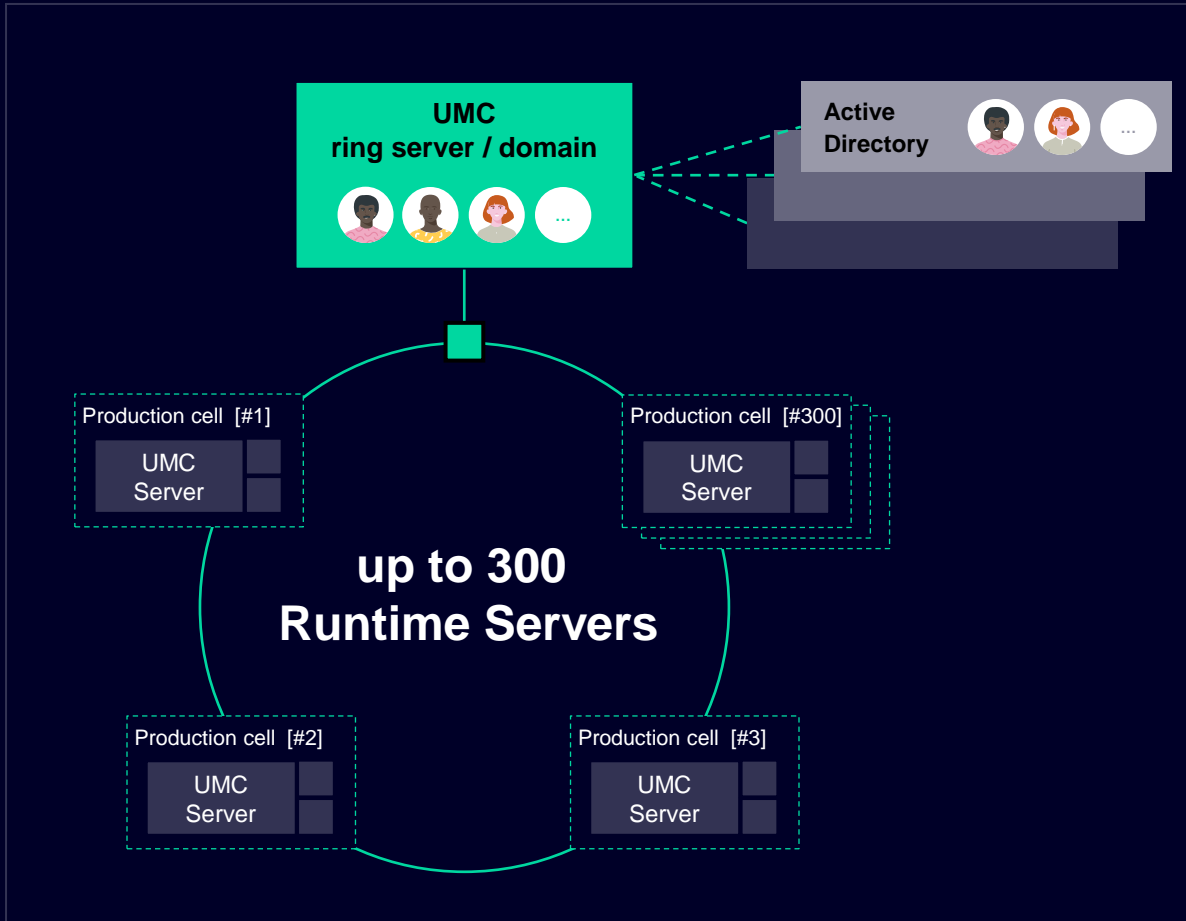 UMC
ring server / domain
...
Active
Directory
...
Production cell [#1]
UMC
Server
Production cell [#300]
UMC
Server
up to 300
Runtime Servers
Production cell [#2]
UMC
Server
Production cell [#3]
UMC
Server